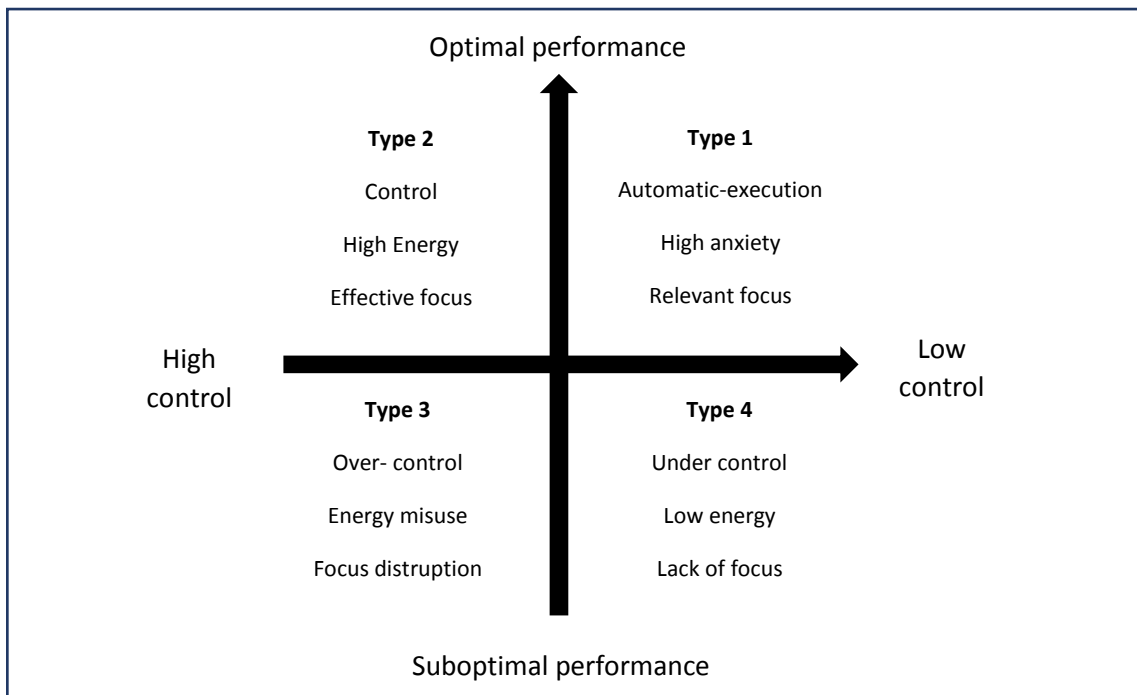 Optimal performance
Type 2
Control
High Energy
Effective focus
Type 1
Automatic-execution
High anxiety
Relevant focus
High
control
Low
control
Type 3
Over- control
Energy misuse
Focus distruption
Type 4
Under control
Low energy
Lack of focus
Suboptimal performance